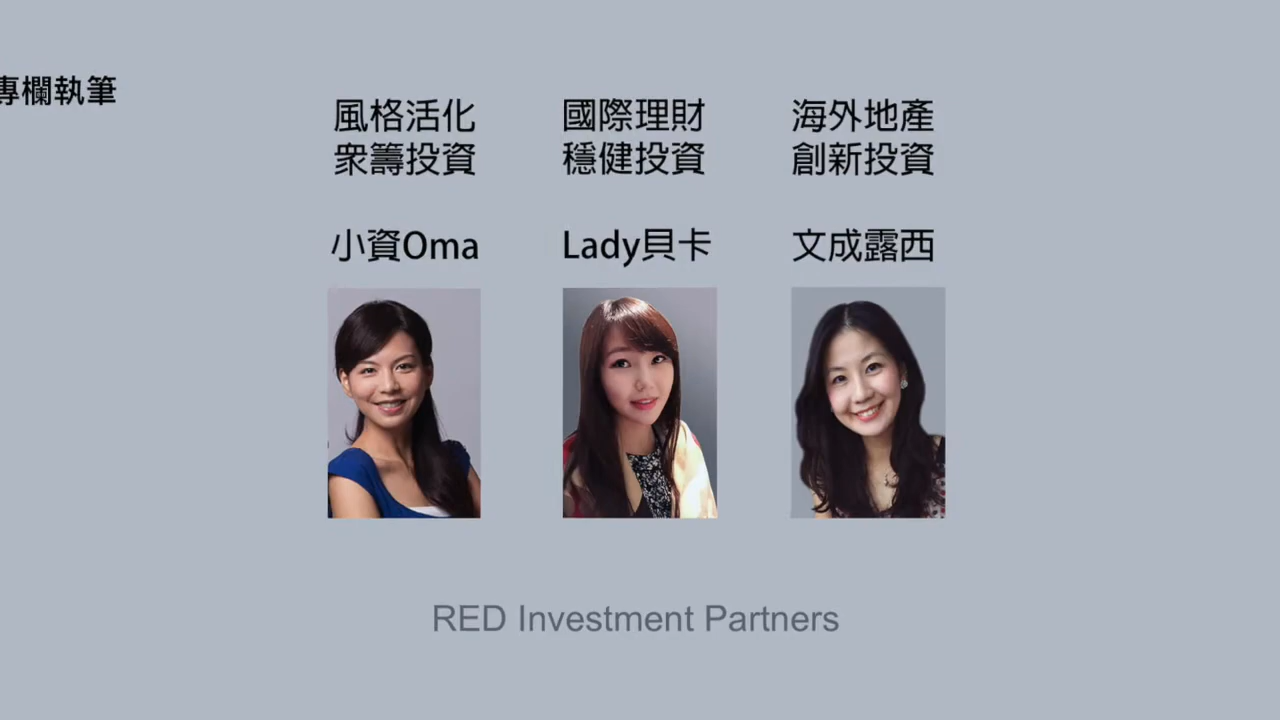 專欄執筆
風格活化
衆籌投資
國際理財
穩健投資
海外地產
創新投資
小資Oma
Lady貝卡
文成露西
RED Investment Partners